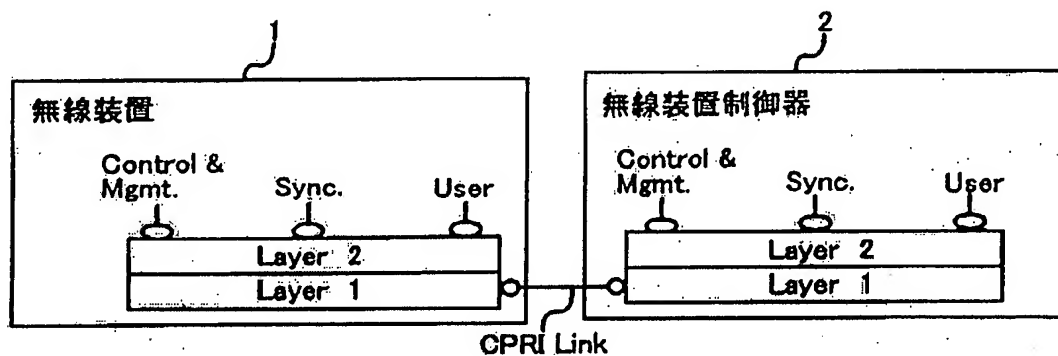 1
2
無線装置
無線装置制御器
Control &
Mgmt.
Sync.
User
Control &
Mgmt.
Sync.
User
Layer 2
Layer 1
Layer 2
Layer 1
CPRI Link